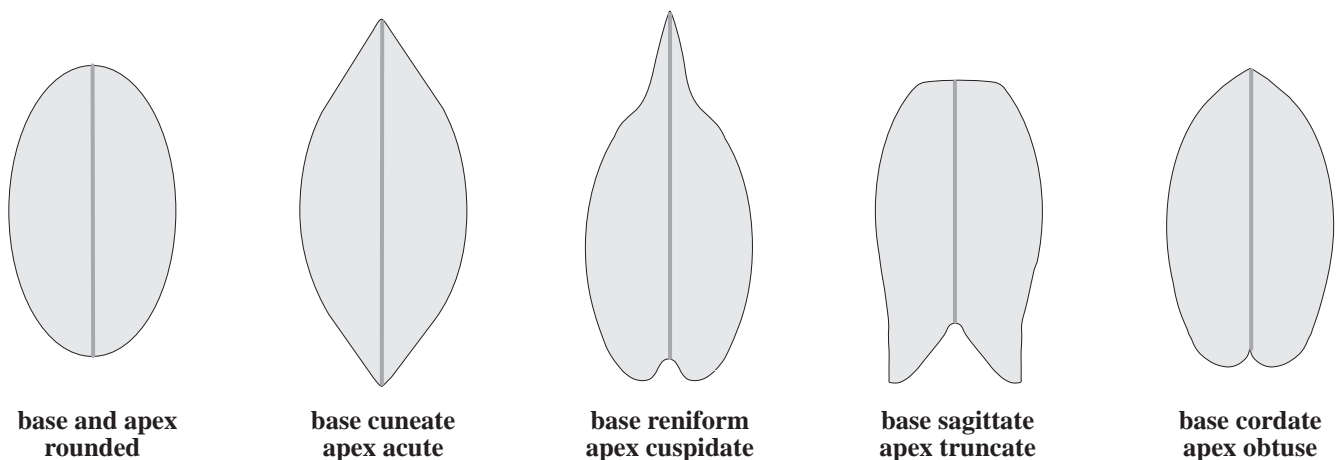 base and apex
rounded
base cuneate
apex acute
base reniform
apex cuspidate
base sagittate
apex truncate
base cordate
apex obtuse